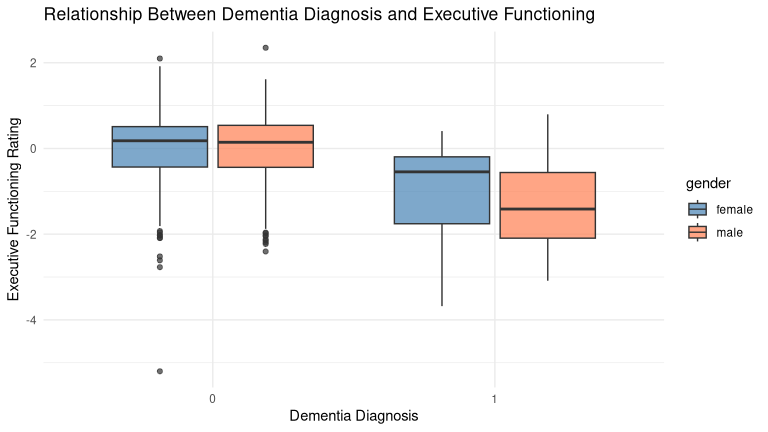 Relationship Between Dementia Diagnosis and Executive Functioning
Executive Functioning Rating
2
0
-2
-4
0
1
Dementia Diagnosis
gender
female
male